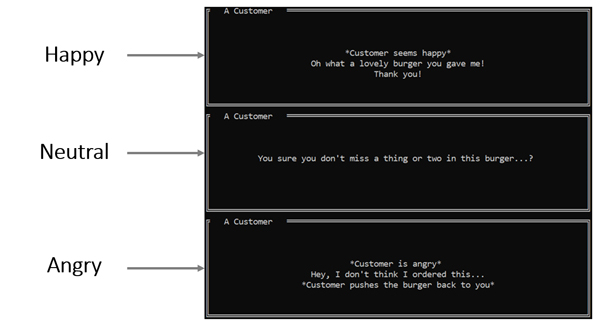 Happy
A Customer
*Customer seems happy*
Oh what a lovely burger you gave me!
Thank you!
Neutral
A Customer
You sure you don't miss a thing or two in this burger...?
Angry
A Customer
*Customer is angry*
Hey, I don't think I ordered this...
*Customer pushes the burger back to you*